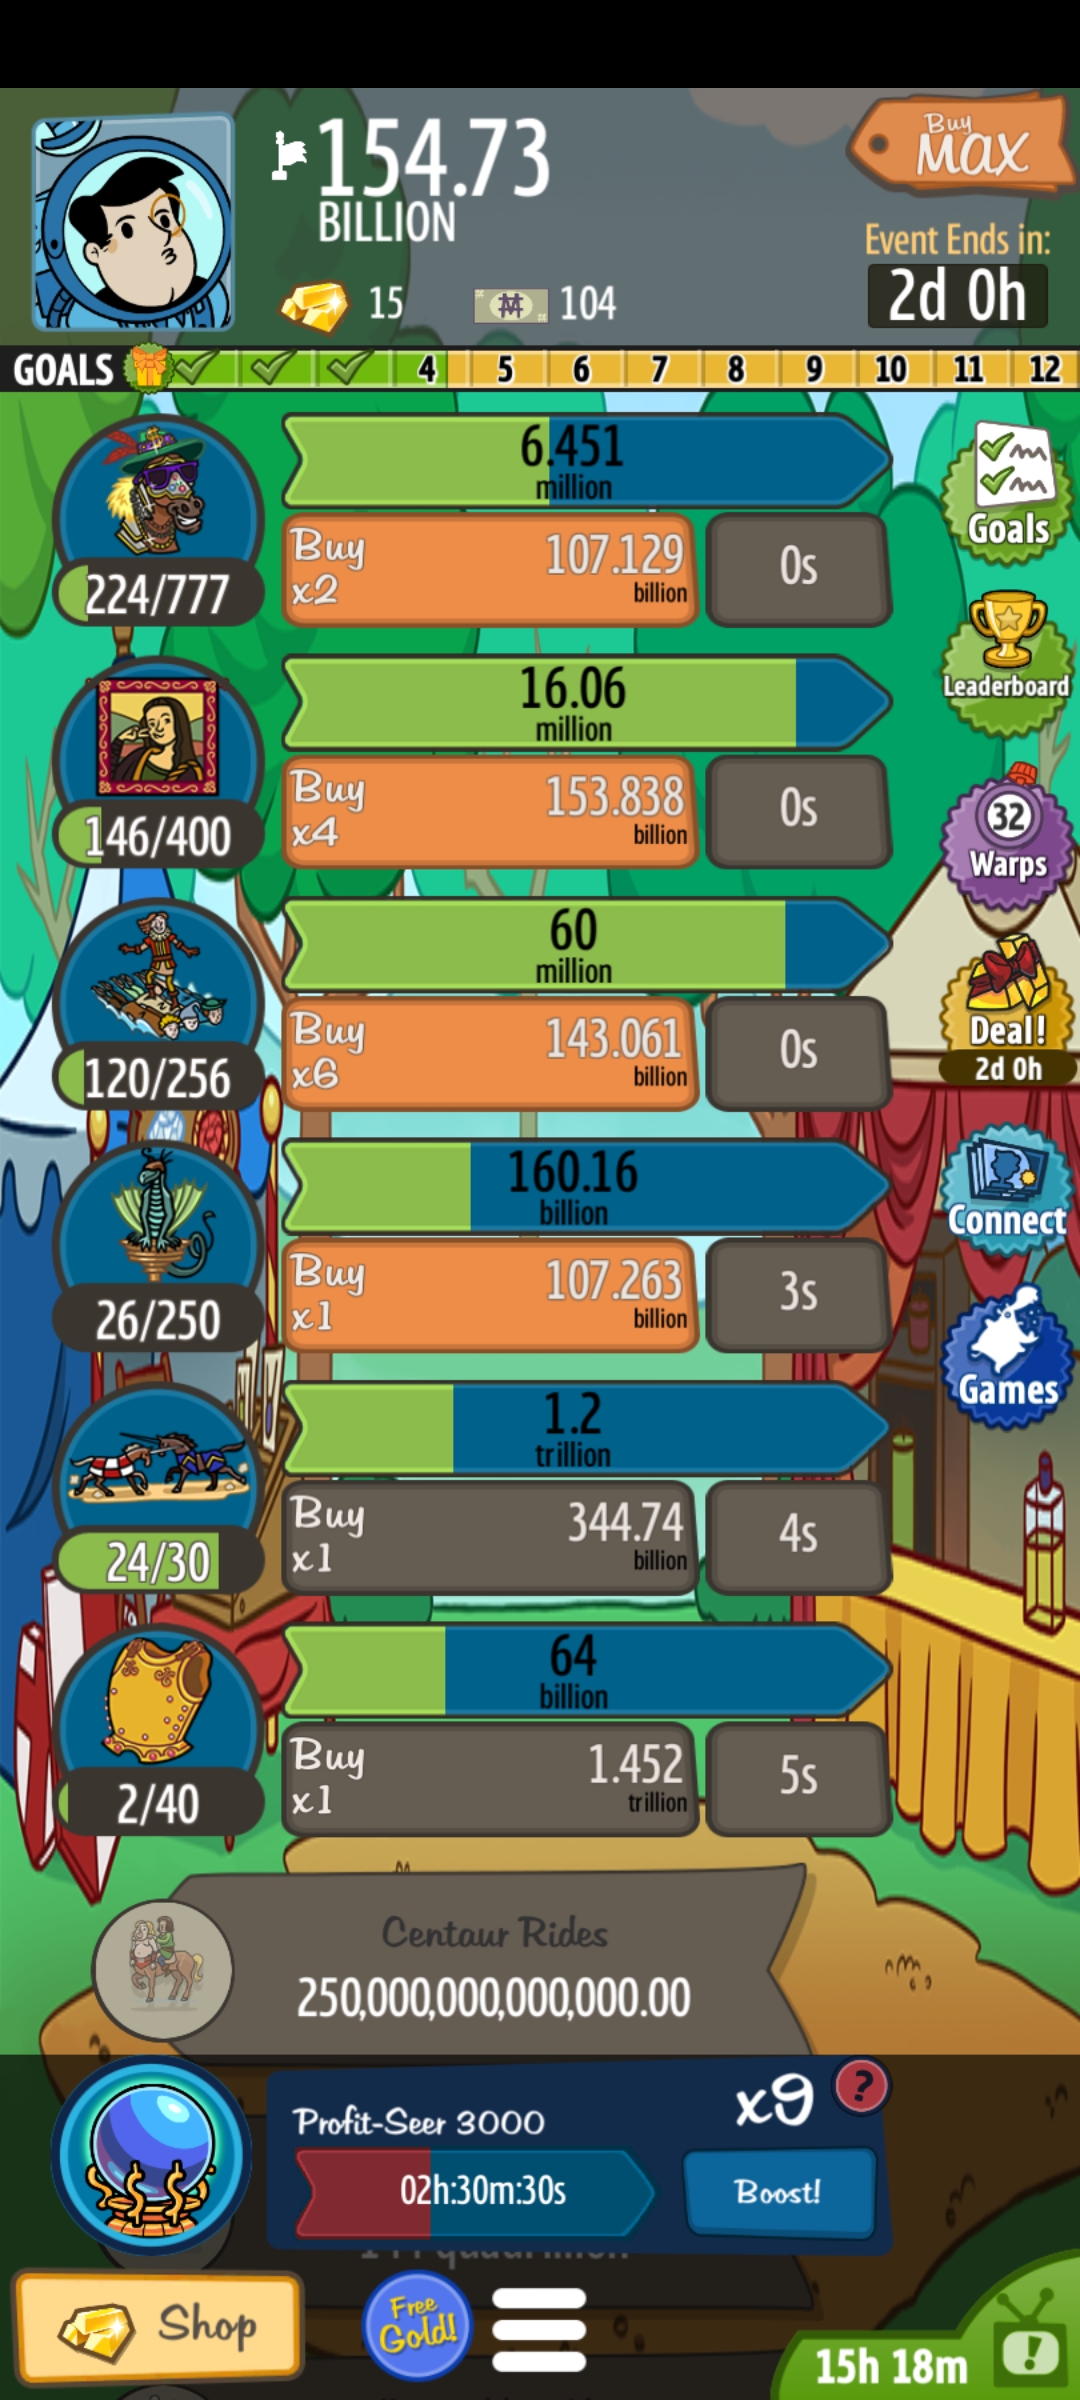 154.73
BILLION
Buy
MAX
Event Ends in:
2d 0h
15
104
GOALS
4
5
6
7
8
9
10
11
12
6.451
million
Buy
x2
107.129
billion
0s
224/777
Goals
16.06
million
Buy
x4
153.838
billion
0s
146/400
Leaderboard
60
million
Buy
x6
143.061
billion
0s
120/256
32
Warps
Deal!
2d 0h
160.16
billion
Buy
x1
107.263
billion
3s
26/250
Connect
Games
1.2
trillion
Buy
x1
344.74
billion
4s
24/30
64
billion
Buy
x1
1.452
trillion
5s
2/40
Centaur Rides
250,000,000,000,000.00
Profit-Seer 3000
x9
?
02h:30m:30s
Boost!
Shop
Free
Gold!
15h 18m
!